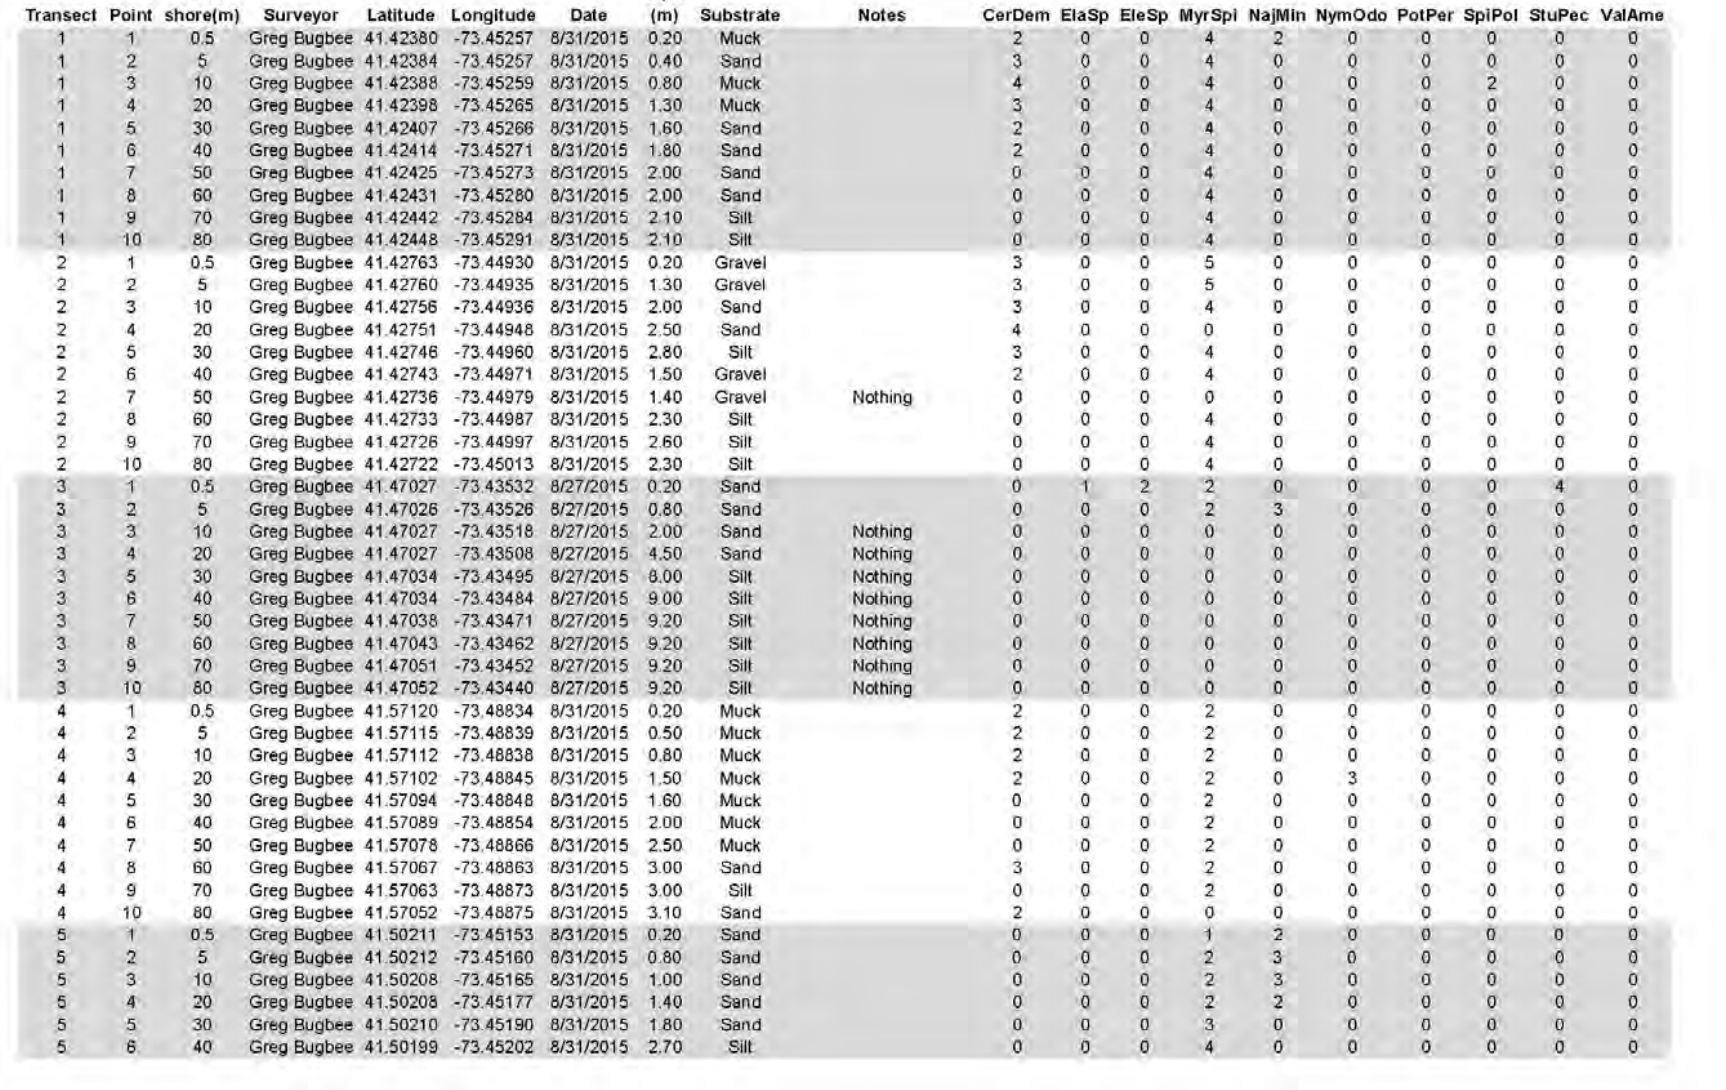 Transect Point shore(m) Surveyor Latitude Longitude Date (m) Substrate Notes CerDem ElaSp EleSp MyrSpi NajMin NymOdo PotPer SpiPol StuPec ValAme
1 1 0.5 Greg Bugbee 41.42380 -73.45257 8/31/2015 0.20 Muck 2 0 0 4 2 0 0 0 0 0
1 2 5 Greg Bugbee 41.42384 -73.45257 8/31/2015 0.40 Sand 3 0 0 4 0 0 0 0 0 0
1 3 10 Greg Bugbee 41.42388 -73.45259 8/31/2015 0.80 Muck 4 0 0 4 0 0 0 2 0 0
1 4 20 Greg Bugbee 41.42398 -73.45265 8/31/2015 1.30 Muck 3 0 0 4 0 0 0 0 0 0
1 5 30 Greg Bugbee 41.42407 -73.45266 8/31/2015 1.60 Sand 2 0 0 4 0 0 0 0 0 0
1 6 40 Greg Bugbee 41.42414 -73.45271 8/31/2015 1.80 Sand 2 0 0 4 0 0 0 0 0 0
1 7 50 Greg Bugbee 41.42425 -73.45273 8/31/2015 2.00 Sand 0 0 0 4 0 0 0 0 0 0
1 8 60 Greg Bugbee 41.42431 -73.45280 8/31/2015 2.00 Sand 0 0 0 4 0 0 0 0 0 0
1 9 70 Greg Bugbee 41.42442 -73.45284 8/31/2015 2.10 Silt 0 0 0 4 0 0 0 0 0 0
1 10 80 Greg Bugbee 41.42448 -73.45291 8/31/2015 2.10 Silt 0 0 0 4 0 0 0 0 0 0
2 1 0.5 Greg Bugbee 41.42763 -73.44930 8/31/2015 0.20 Gravel 3 0 0 5 0 0 0 0 0 0
2 2 5 Greg Bugbee 41.42760 -73.44935 8/31/2015 1.30 Gravel 3 0 0 5 0 0 0 0 0 0
2 3 10 Greg Bugbee 41.42756 -73.44936 8/31/2015 2.00 Sand 3 0 0 4 0 0 0 0 0 0
2 4 20 Greg Bugbee 41.42751 -73.44948 8/31/2015 2.50 Sand 4 0 0 0 0 0 0 0 0 0
2 5 30 Greg Bugbee 41.42746 -73.44960 8/31/2015 2.80 Silt 3 0 0 4 0 0 0 0 0 0
2 6 40 Greg Bugbee 41.42743 -73.44971 8/31/2015 1.50 Gravel 2 0 0 4 0 0 0 0 0 0
2 7 50 Greg Bugbee 41.42736 -73.44979 8/31/2015 1.40 Gravel Nothing 0 0 0 0 0 0 0 0 0 0
2 8 60 Greg Bugbee 41.42733 -73.44987 8/31/2015 2.30 Silt 0 0 0 4 0 0 0 0 0 0
2 9 70 Greg Bugbee 41.42726 -73.44997 8/31/2015 2.60 Silt 0 0 0 4 0 0 0 0 0 0
2 10 80 Greg Bugbee 41.42722 -73.45013 8/31/2015 2.30 Silt 0 0 0 4 0 0 0 0 0 0
3 1 0.5 Greg Bugbee 41.47027 -73.43532 8/27/2015 0.20 Sand 0 1 2 2 0 0 0 0 4 0
3 2 5 Greg Bugbee 41.47026 -73.43526 8/27/2015 0.80 Sand 0 0 0 2 3 0 0 0 0 0
3 3 10 Greg Bugbee 41.47027 -73.43518 8/27/2015 2.00 Sand Nothing 0 0 0 0 0 0 0 0 0 0
3 4 20 Greg Bugbee 41.47027 -73.43508 8/27/2015 4.50 Sand Nothing 0 0 0 0 0 0 0 0 0 0
3 5 30 Greg Bugbee 41.47034 -73.43495 8/27/2015 8.00 Silt Nothing 0 0 0 0 0 0 0 0 0 0
3 6 40 Greg Bugbee 41.47034 -73.43484 8/27/2015 9.00 Silt Nothing 0 0 0 0 0 0 0 0 0 0
3 7 50 Greg Bugbee 41.47038 -73.43471 8/27/2015 9.20 Silt Nothing 0 0 0 0 0 0 0 0 0 0
3 8 60 Greg Bugbee 41.47043 -73.43462 8/27/2015 9.20 Silt Nothing 0 0 0 0 0 0 0 0 0 0
3 9 70 Greg Bugbee 41.47051 -73.43452 8/27/2015 9.20 Silt Nothing 0 0 0 0 0 0 0 0 0 0
3 10 80 Greg Bugbee 41.47052 -73.43440 8/27/2015 9.20 Silt Nothing 0 0 0 0 0 0 0 0 0 0
4 1 0.5 Greg Bugbee 41.57120 -73.48834 8/31/2015 0.20 Muck 2 0 0 2 0 0 0 0 0 0
4 2 5 Greg Bugbee 41.57115 -73.48839 8/31/2015 0.50 Muck 2 0 0 2 0 0 0 0 0 0
4 3 10 Greg Bugbee 41.57112 -73.48838 8/31/2015 0.80 Muck 2 0 0 2 0 0 0 0 0 0
4 4 20 Greg Bugbee 41.57102 -73.48845 8/31/2015 1.50 Muck 2 0 0 2 0 3 0 0 0 0
4 5 30 Greg Bugbee 41.57094 -73.48848 8/31/2015 1.60 Muck 0 0 0 2 0 0 0 0 0 0
4 6 40 Greg Bugbee 41.57089 -73.48854 8/31/2015 2.00 Muck 0 0 0 2 0 0 0 0 0 0
4 7 50 Greg Bugbee 41.57078 -73.48866 8/31/2015 2.50 Muck 0 0 0 2 0 0 0 0 0 0
4 8 60 Greg Bugbee 41.57067 -73.48863 8/31/2015 3.00 Sand 3 0 0 2 0 0 0 0 0 0
4 9 70 Greg Bugbee 41.57063 -73.48873 8/31/2015 3.00 Silt 0 0 0 2 0 0 0 0 0 0
4 10 80 Greg Bugbee 41.57052 -73.48875 8/31/2015 3.10 Sand 2 0 0 0 0 0 0 0 0 0
5 1 0.5 Greg Bugbee 41.50211 -73.45153 8/31/2015 0.20 Sand 0 0 0 1 2 0 0 0 0 0
5 2 5 Greg Bugbee 41.50212 -73.45160 8/31/2015 0.80 Sand 0 0 0 2 3 0 0 0 0 0
5 3 10 Greg Bugbee 41.50208 -73.45165 8/31/2015 1.00 Sand 0 0 0 2 3 0 0 0 0 0
5 4 20 Greg Bugbee 41.50208 -73.45177 8/31/2015 1.40 Sand 0 0 0 2 2 0 0 0 0 0
5 5 30 Greg Bugbee 41.50210 -73.45190 8/31/2015 1.80 Sand 0 0 0 3 0 0 0 0 0 0
5 6 40 Greg Bugbee 41.50199 -73.45202 8/31/2015 2.70 Silt 0 0 0 4 0 0 0 0 0 0